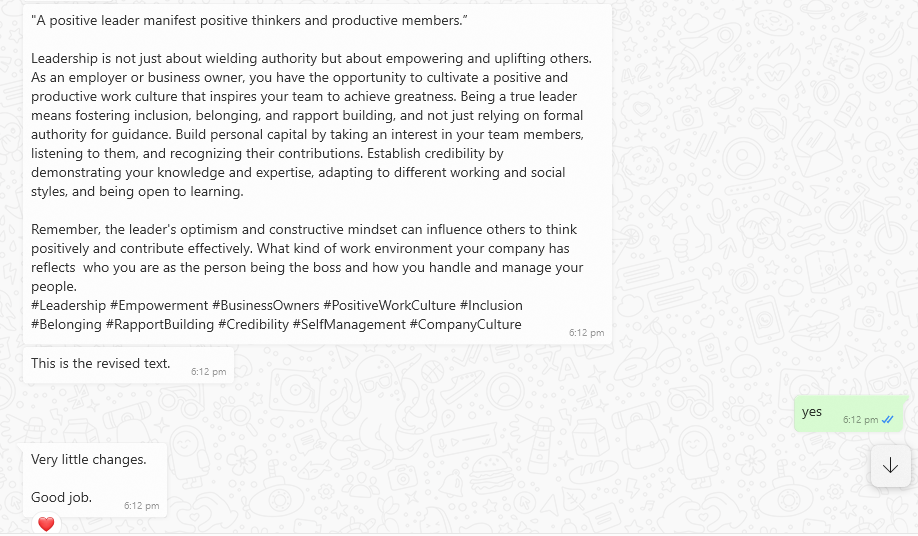 "A positive leader manifest positive thinkers and productive members."
Leadership is not just about wielding authority but about empowering and uplifting others.
As an employer or business owner, you have the opportunity to cultivate a positive and
productive work culture that inspires your team to achieve greatness. Being a true leader
means fostering inclusion, belonging, and rapport building, and not just relying on formal
authority for guidance. Build personal capital by taking an interest in your team members,
listening to them, and recognizing their contributions. Establish credibility by
demonstrating your knowledge and expertise, adapting to different working and social
styles, and being open to learning.
Remember, the leader's optimism and constructive mindset can influence others to think
positively and contribute effectively. What kind of work environment your company has
reflects  who you are as the person being the boss and how you handle and manage your
people.
#Leadership #Empowerment #BusinessOwners #PositiveWorkCulture #Inclusion
#Belonging #RapportBuilding #Credibility #SelfManagement #CompanyCulture
6:12 pm
This is the revised text.
6:12 pm
yes
6:12 pm
Very little changes.
Good job.
6:12 pm